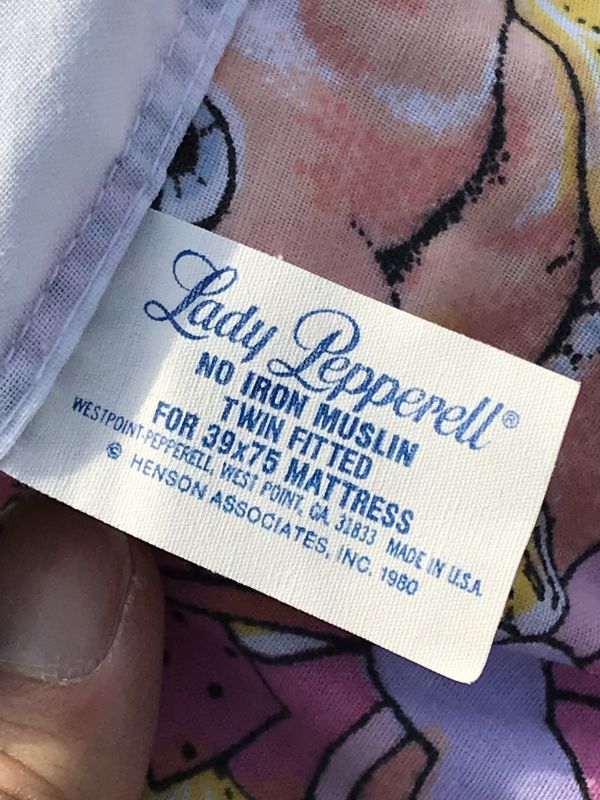 Lady Pepperell®
NO IRON MUSLIN
TWIN FITTED
FOR 39x75 MATTRESS
WESTPOINT-PEPPERELL, WEST POINT, GA. 31833 MADE IN U.S.A.
© HENSON ASSOCIATES, INC. 1980